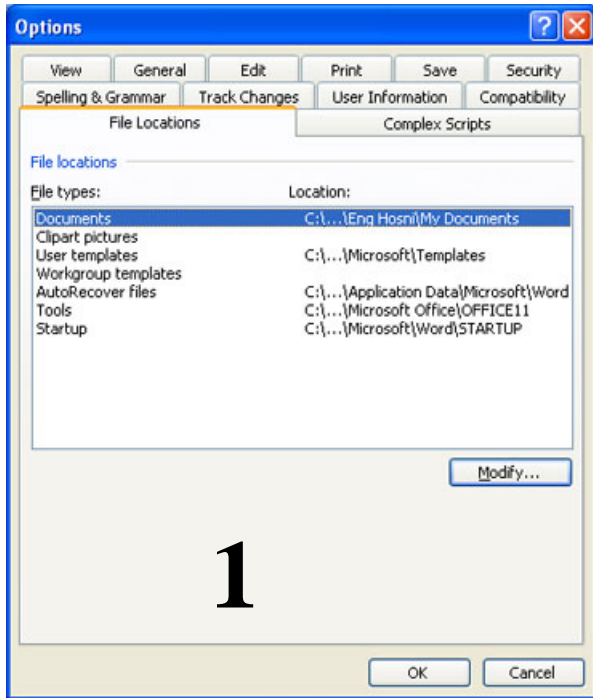 Options
View General Edit Print Save Security
Spelling & Grammar Track Changes User Information Compatibility
File Locations Complex Scripts
File locations
File types: Location:
Documents C:\...\Eng Hosni\My Documents
Clipart pictures
User templates C:\...\Microsoft\Templates
Workgroup templates
AutoRecover files C:\...\Application Data\Microsoft\Word
Tools C:\...\Microsoft Office\OFFICE11
Startup C:\...\Microsoft\Word\STARTUP
Modify...
1
OK Cancel